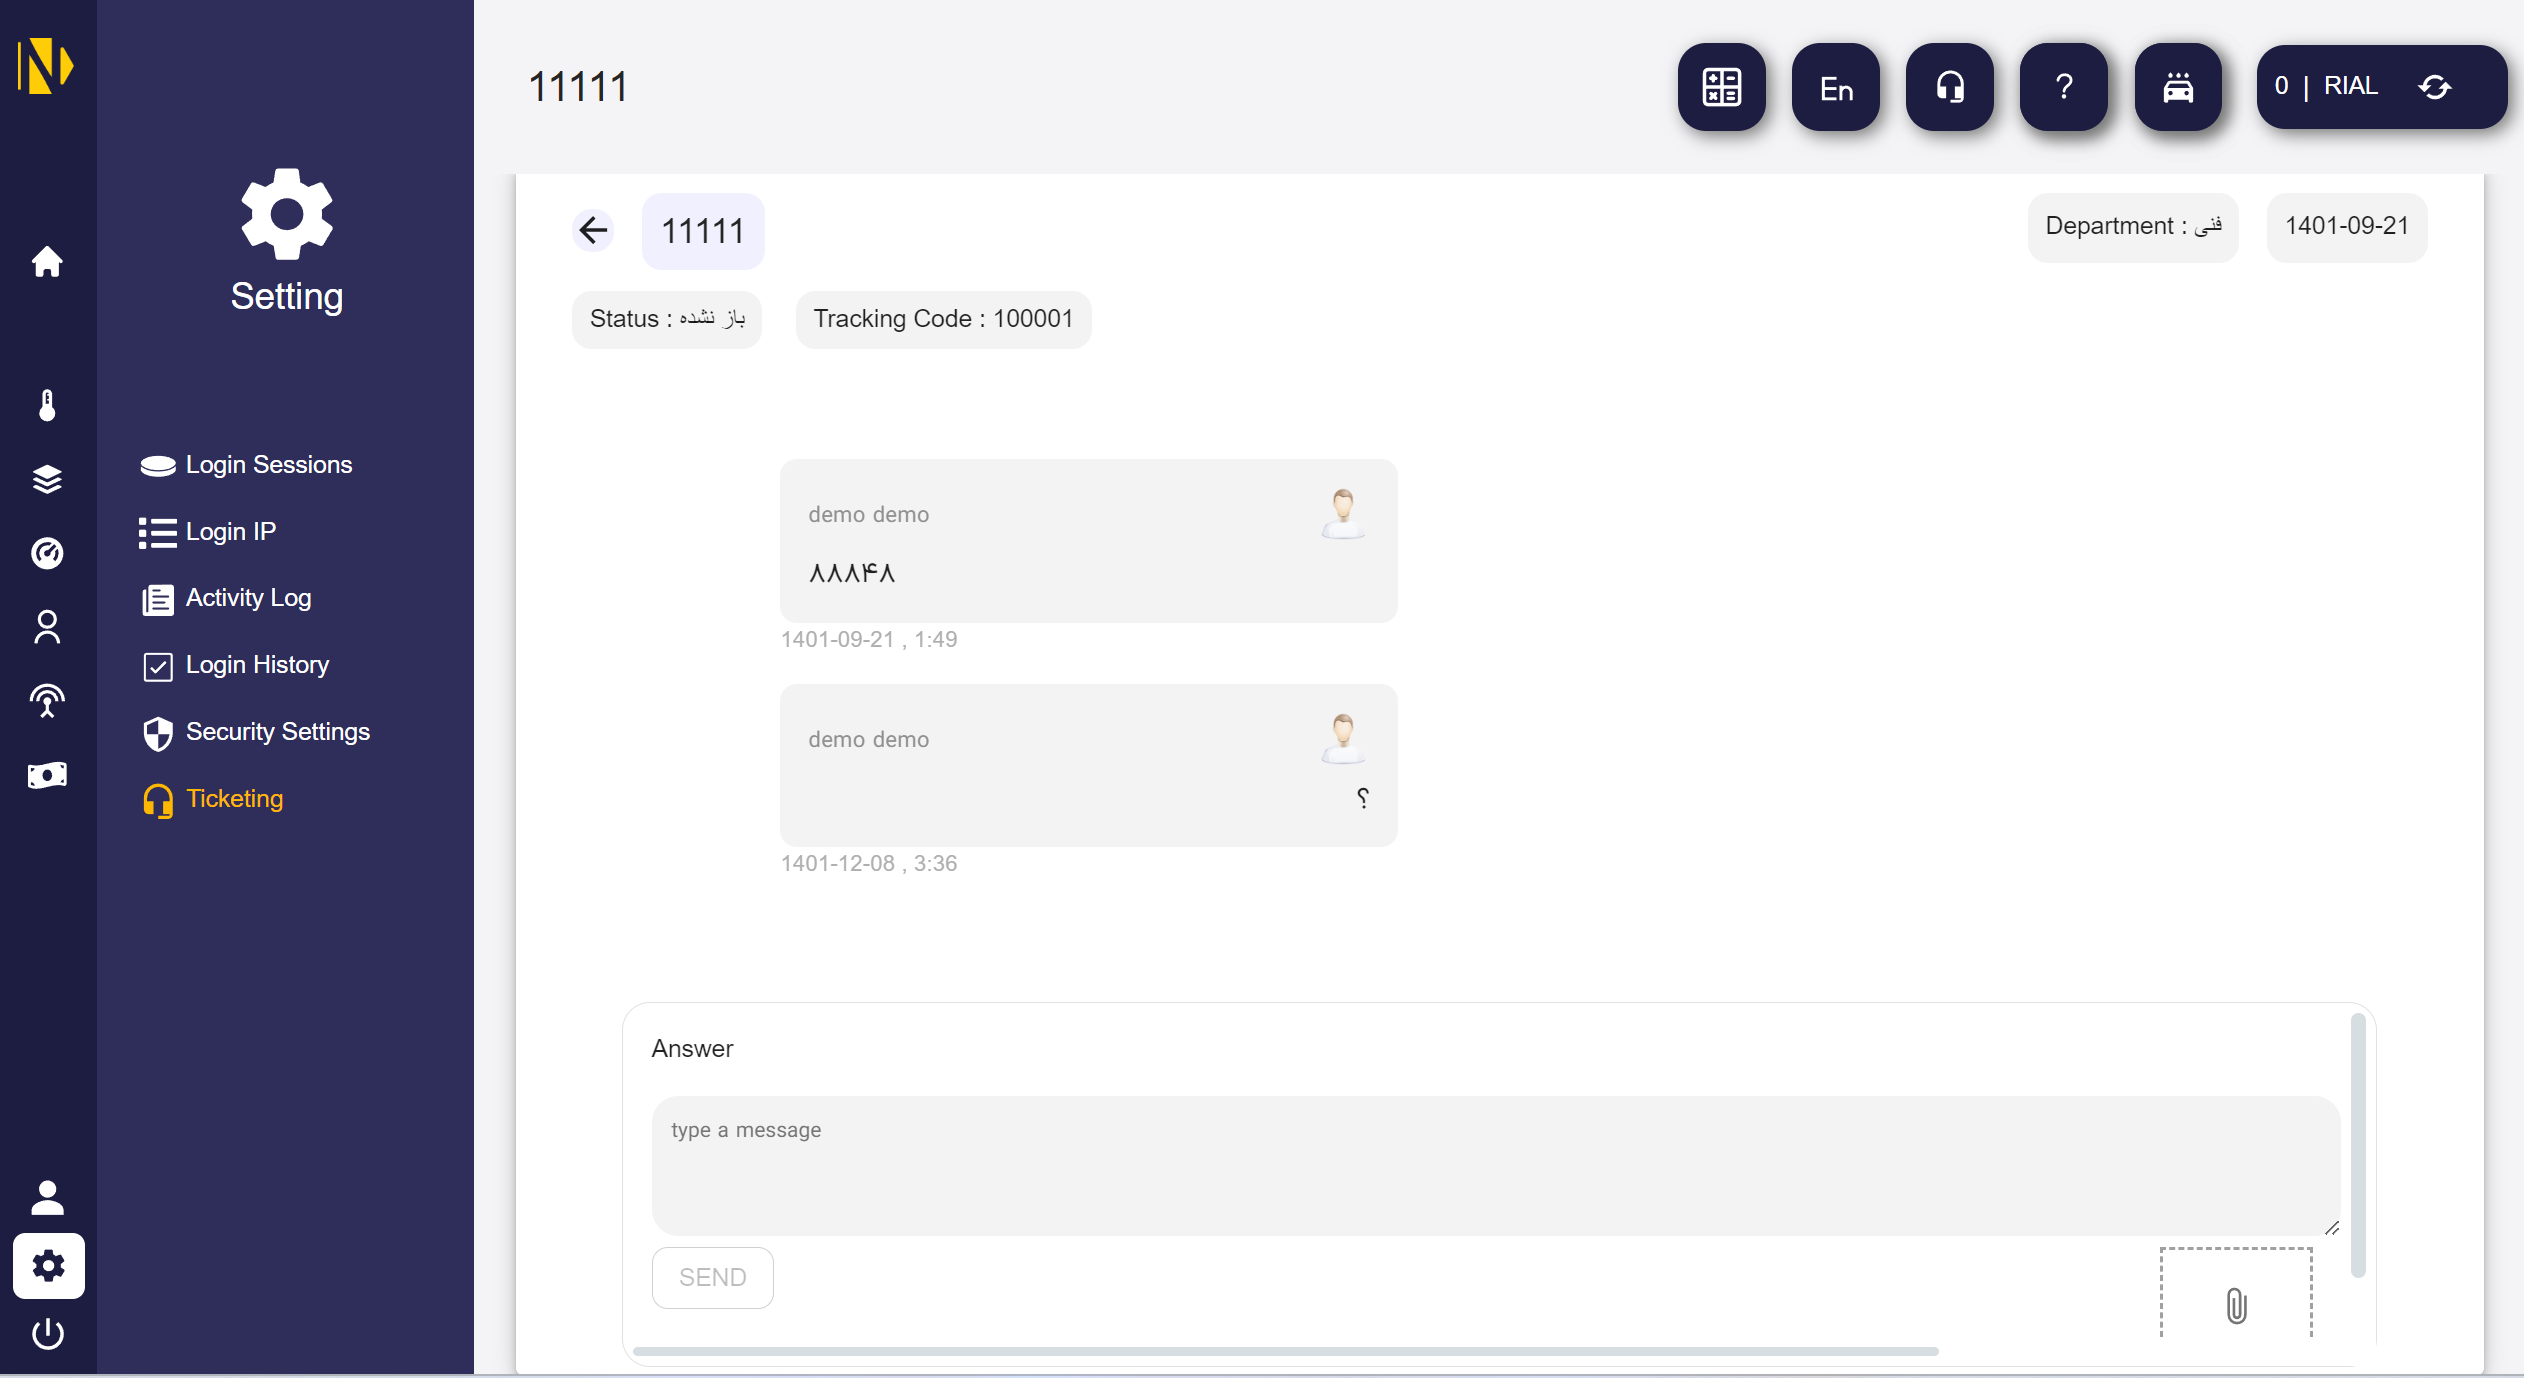 11111
En
?
0 | RIAL
Setting
Login Sessions
Login IP
Activity Log
Login History
Security Settings
Ticketing
11111
Department : فنی
1401-09-21
Status : باز نشده
Tracking Code : 100001
demo demo
۸۸۸۴۸
1401-09-21 , 1:49
demo demo
؟
1401-12-08 , 3:36
Answer
type a message
SEND